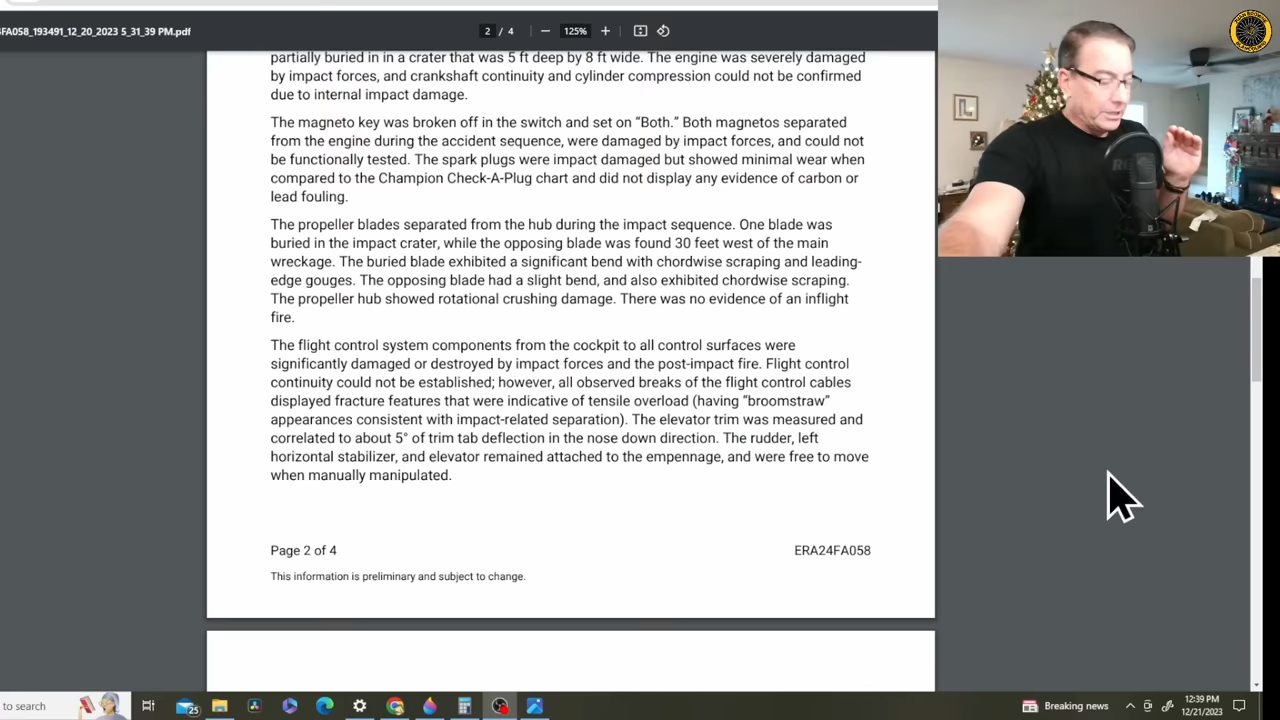 FA058_193491_12_20_2023 5_31_39 PM.pdf
2 / 4
125%
partially buried in in a crater that was 5 ft deep by 8 ft wide. The engine was severely damaged
by impact forces, and crankshaft continuity and cylinder compression could not be confirmed
due to internal impact damage.
The magneto key was broken off in the switch and set on “Both.” Both magnetos separated
from the engine during the accident sequence, were damaged by impact forces, and could not
be functionally tested. The spark plugs were impact damaged but showed minimal wear when
compared to the Champion Check-A-Plug chart and did not display any evidence of carbon or
lead fouling.
The propeller blades separated from the hub during the impact sequence. One blade was
buried in the impact crater, while the opposing blade was found 30 feet west of the main
wreckage. The buried blade exhibited a significant bend with chordwise scraping and leading-
edge gouges. The opposing blade had a slight bend, and also exhibited chordwise scraping.
The propeller hub showed rotational crushing damage. There was no evidence of an inflight
fire.
The flight control system components from the cockpit to all control surfaces were
significantly damaged or destroyed by impact forces and the post-impact fire. Flight control
continuity could not be established; however, all observed breaks of the flight control cables
displayed fracture features that were indicative of tensile overload (having “broomstraw”
appearances consistent with impact-related separation). The elevator trim was measured and
correlated to about 5° of trim tab deflection in the nose down direction. The rudder, left
horizontal stabilizer, and elevator remained attached to the empennage, and were free to move
when manually manipulated.
Page 2 of 4
ERA24FA058
This information is preliminary and subject to change.
to search
25
Breaking news
12:39 PM
12/21/2023